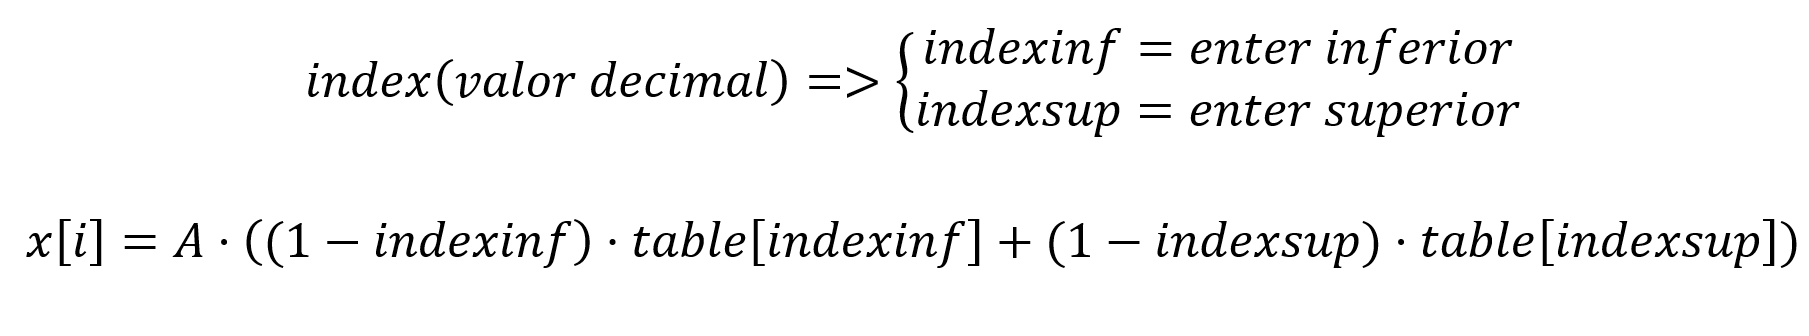 index(valor decimal) => { indexinf = enter inferior
indexsup = enter superior
x[i] = A · ((1 − indexinf) · table[indexinf] + (1 − indexsup) · table[indexsup])